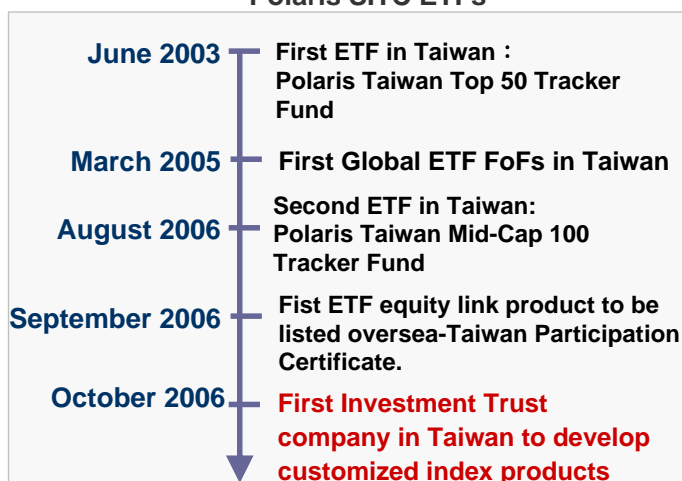 Polaris SITC ETFs
June 2003
First ETF in Taiwan：
Polaris Taiwan Top 50 Tracker
Fund
March 2005
First Global ETF FoFs in Taiwan
August 2006
Second ETF in Taiwan:
Polaris Taiwan Mid-Cap 100
Tracker Fund
September 2006
Fist ETF equity link product to be
listed oversea-Taiwan Participation
Certificate.
October 2006
First Investment Trust
company in Taiwan to develop
customized index products